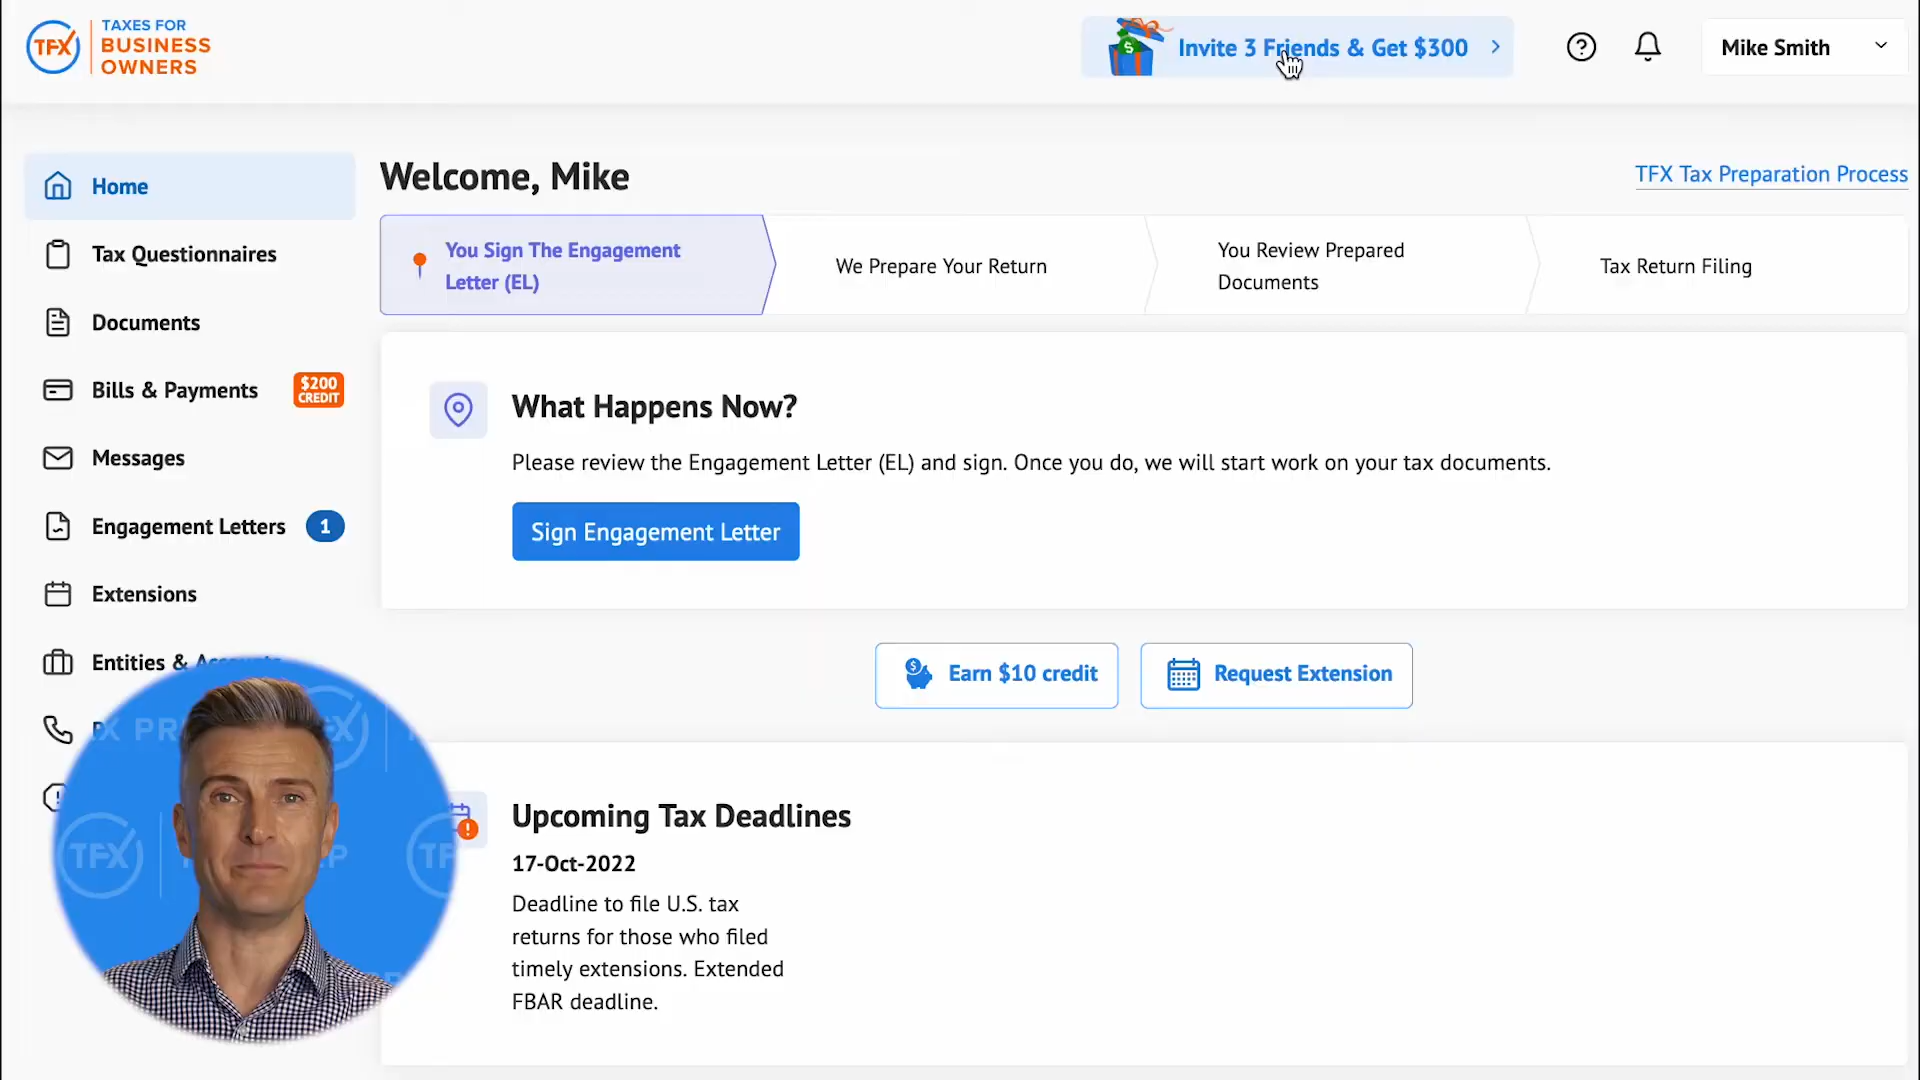 TFX
TAXES FOR
BUSINESS
OWNERS
$
Invite 3 Friends & Get $300
Mike Smith
Home
Tax Questionnaires
Documents
Bills & Payments
$200
CREDIT
Messages
Engagement Letters
1
Extensions
Entities &
Welcome, Mike
TFX Tax Preparation Process
You Sign The Engagement
Letter (EL)
We Prepare Your Return
You Review Prepared
Documents
Tax Return Filing
What Happens Now?
Please review the Engagement Letter (EL) and sign. Once you do, we will start work on your tax documents.
Sign Engagement Letter
Earn $10 credit
Request Extension
Upcoming Tax Deadlines
17-Oct-2022
Deadline to file U.S. tax
returns for those who filed
timely extensions. Extended
FBAR deadline.
TFX